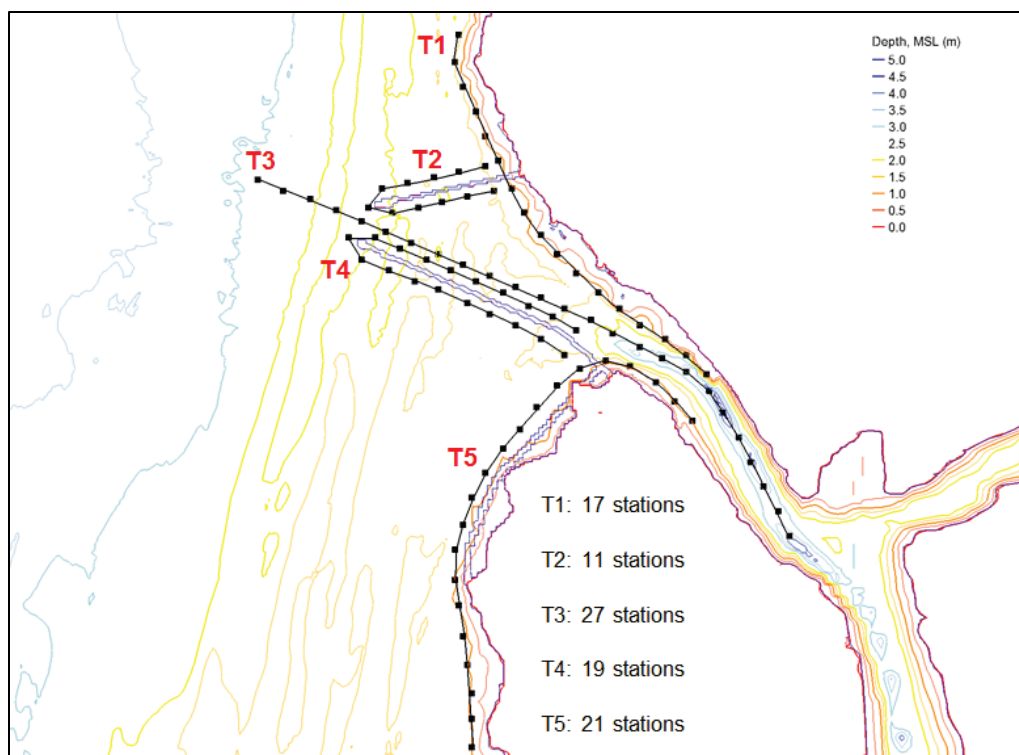 T1
Depth, MSL (m)
5.0
4.5
4.0
3.5
3.0
2.5
2.0
1.5
1.0
0.5
0.0
T2
T3
T4
T5
T1: 17 stations
T2: 11 stations
T3: 27 stations
T4: 19 stations
T5: 21 stations